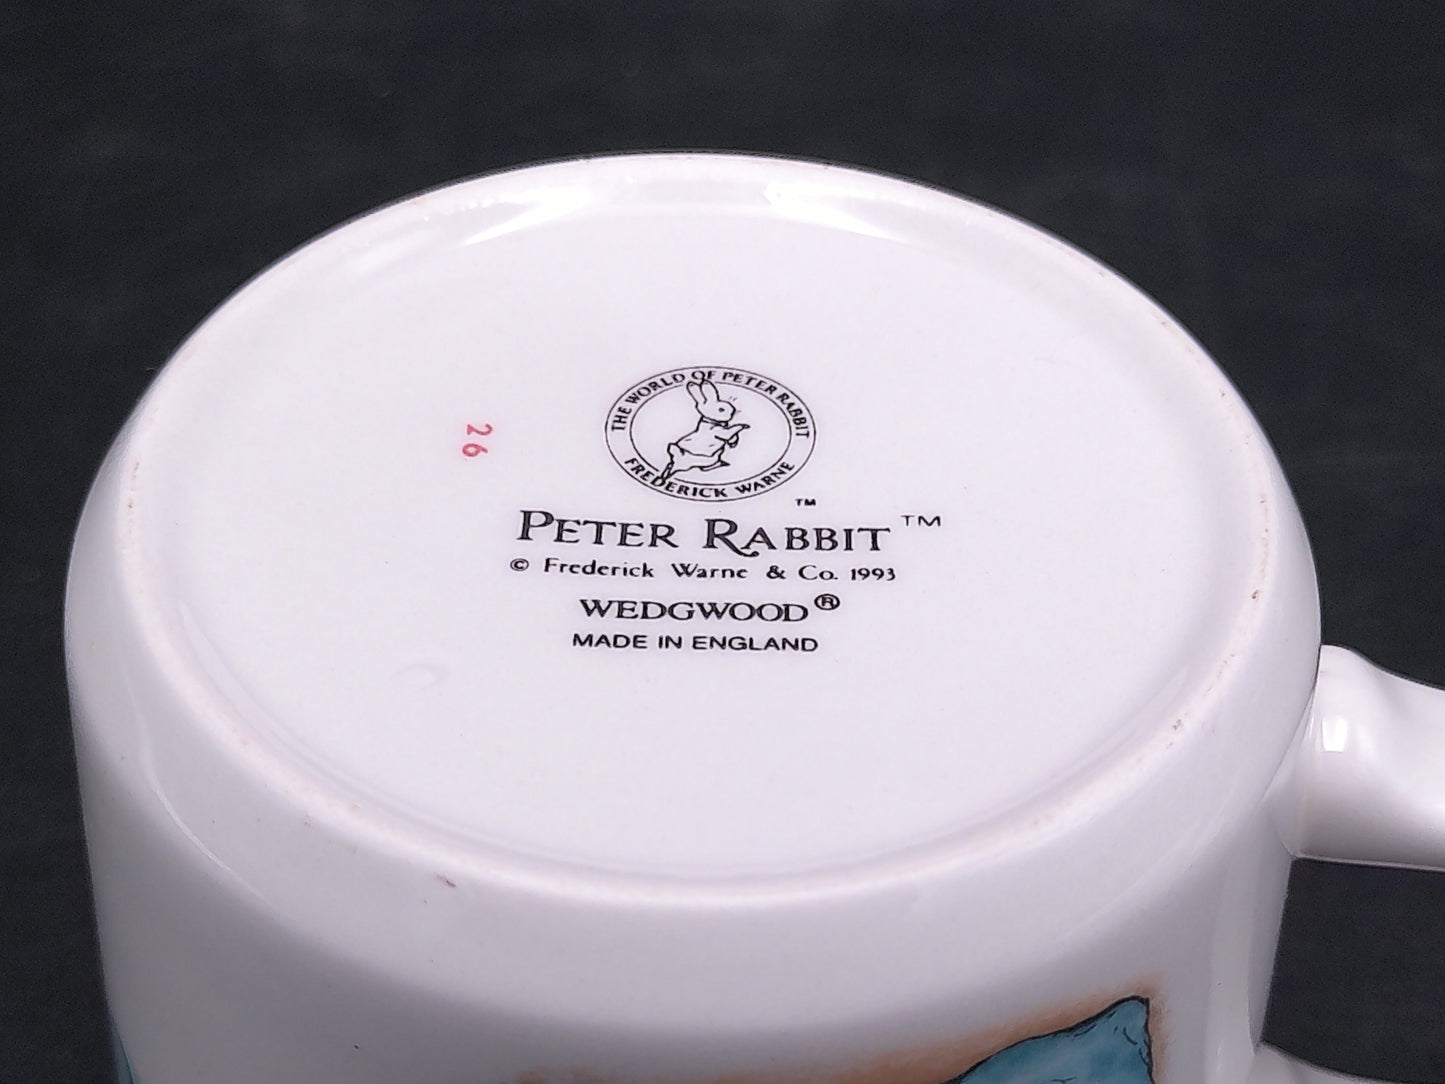 THE WORLD OF PETER RABBIT
FREDERICK WARNE
™
PETER RABBIT ™
© Frederick Warne & Co. 1993
WEDGWOOD®
MADE IN ENGLAND
26